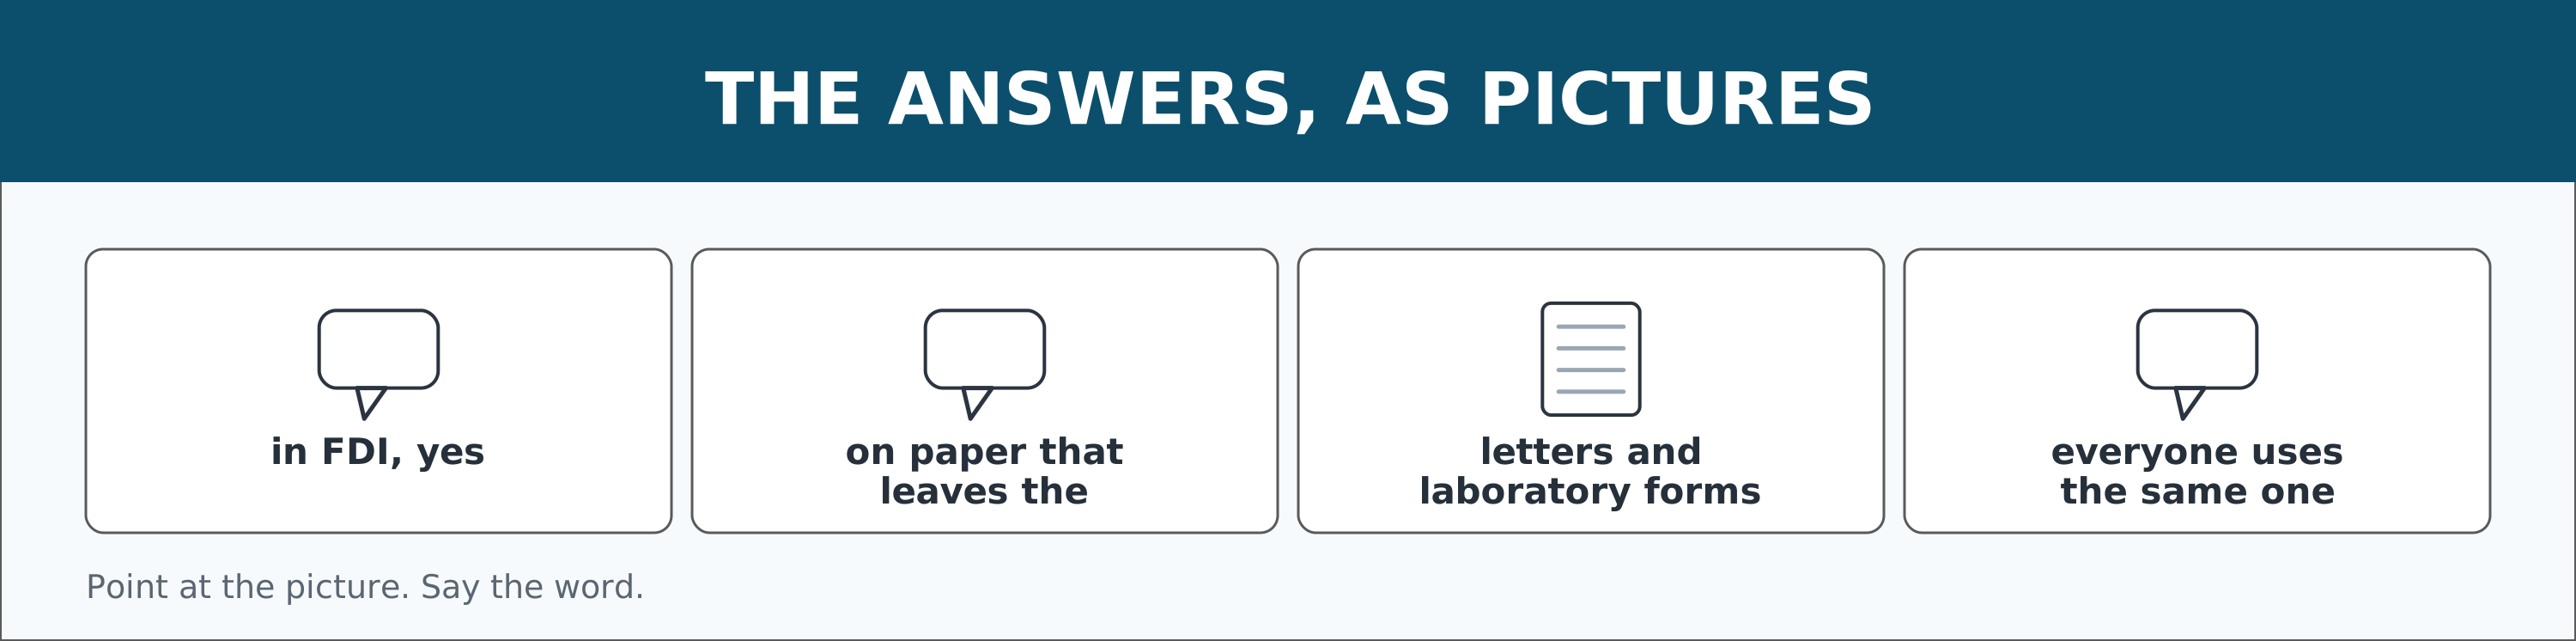 THE ANSWERS, AS PICTURES
in FDI, yes
on paper that
leaves the
letters and
laboratory forms
everyone uses
the same one
Point at the picture. Say the word.